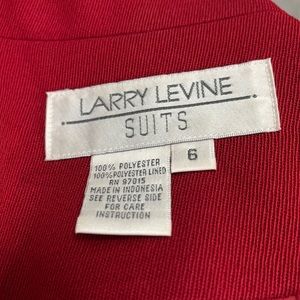 LARRY LEVINE
SUITS
6
100% POLYESTER
100% POLYESTER LINED
RN 97015
MADE IN INDONESIA
SEE REVERSE SIDE
FOR CARE
INSTRUCTION